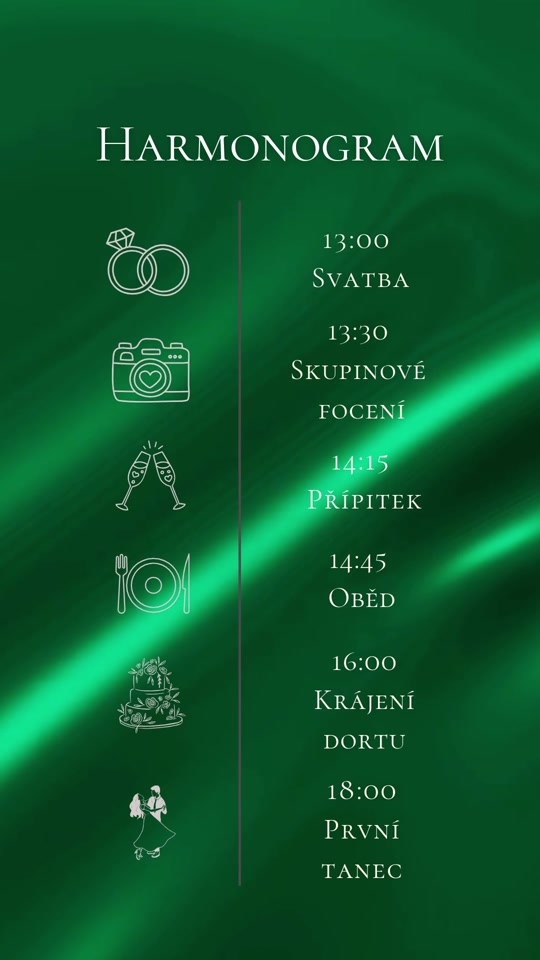 Harmonogram
13:00
Svatba
13:30
Skupinové
focení
14:15
Přípitek
14:45
Oběd
16:00
Krájení
dortu
18:00
První
tanec